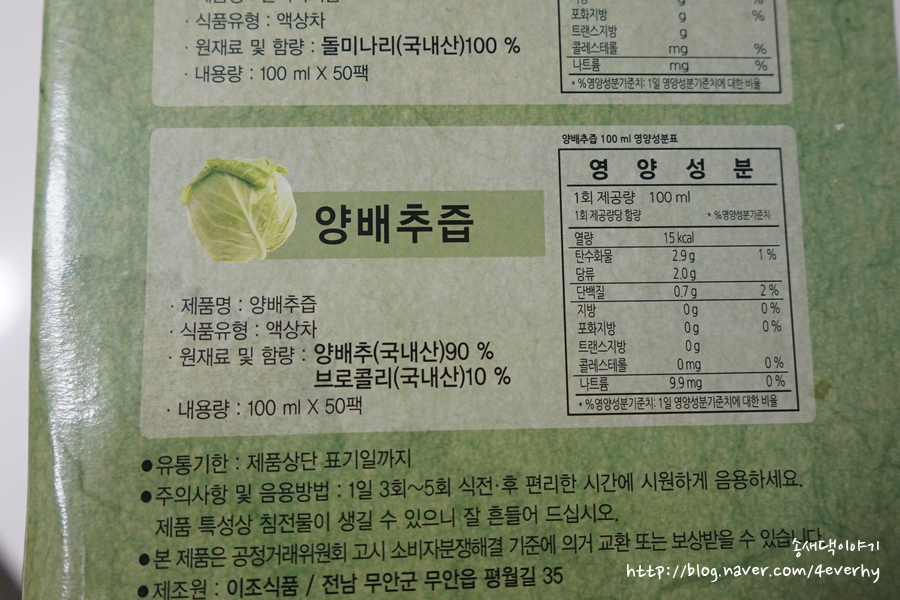 · 식품유형 : 액상차
· 원재료 및 함량 : 돌미나리(국내산)100 %
· 내용량 : 100 ml X 50팩
포화지방 g %
트랜스지방 g
콜레스테롤 mg %
나트륨 mg %
* %영양성분기준치: 1일 영양성분기준치에 대한 비율
양배추즙 100 ml 영양성분표
영 양 성 분
1회 제공량 100 ml
1회 제공량당 함량 * %영양성분기준치
열량 15 kcal
탄수화물 2.9 g 1 %
당류 2.0 g
단백질 0.7 g 2 %
지방 0 g 0 %
포화지방 0 g 0 %
트랜스지방 0 g
콜레스테롤 0 mg 0 %
나트륨 9.9 mg 0 %
* %영양성분기준치: 1일 영양성분기준치에 대한 비율
양배추즙
· 제품명 : 양배추즙
· 식품유형 : 액상차
· 원재료 및 함량 : 양배추(국내산)90 %
브로콜리(국내산)10 %
· 내용량 : 100 ml X 50팩
●유통기한 : 제품상단 표기일까지
●주의사항 및 음용방법 : 1일 3회~5회 식전·후 편리한 시간에 시원하게 음용하세요.
제품 특성상 침전물이 생길 수 있으니 잘 흔들어 드십시오.
●본 제품은 공정거래위원회 고시 소비자분쟁해결 기준에 의거 교환 또는 보상받을 수 있습니다.
●제조원 : 이조식품 / 전남 무안군 무안읍 평월길 35
송새댁이야기
http://blog.naver.com/4everhy